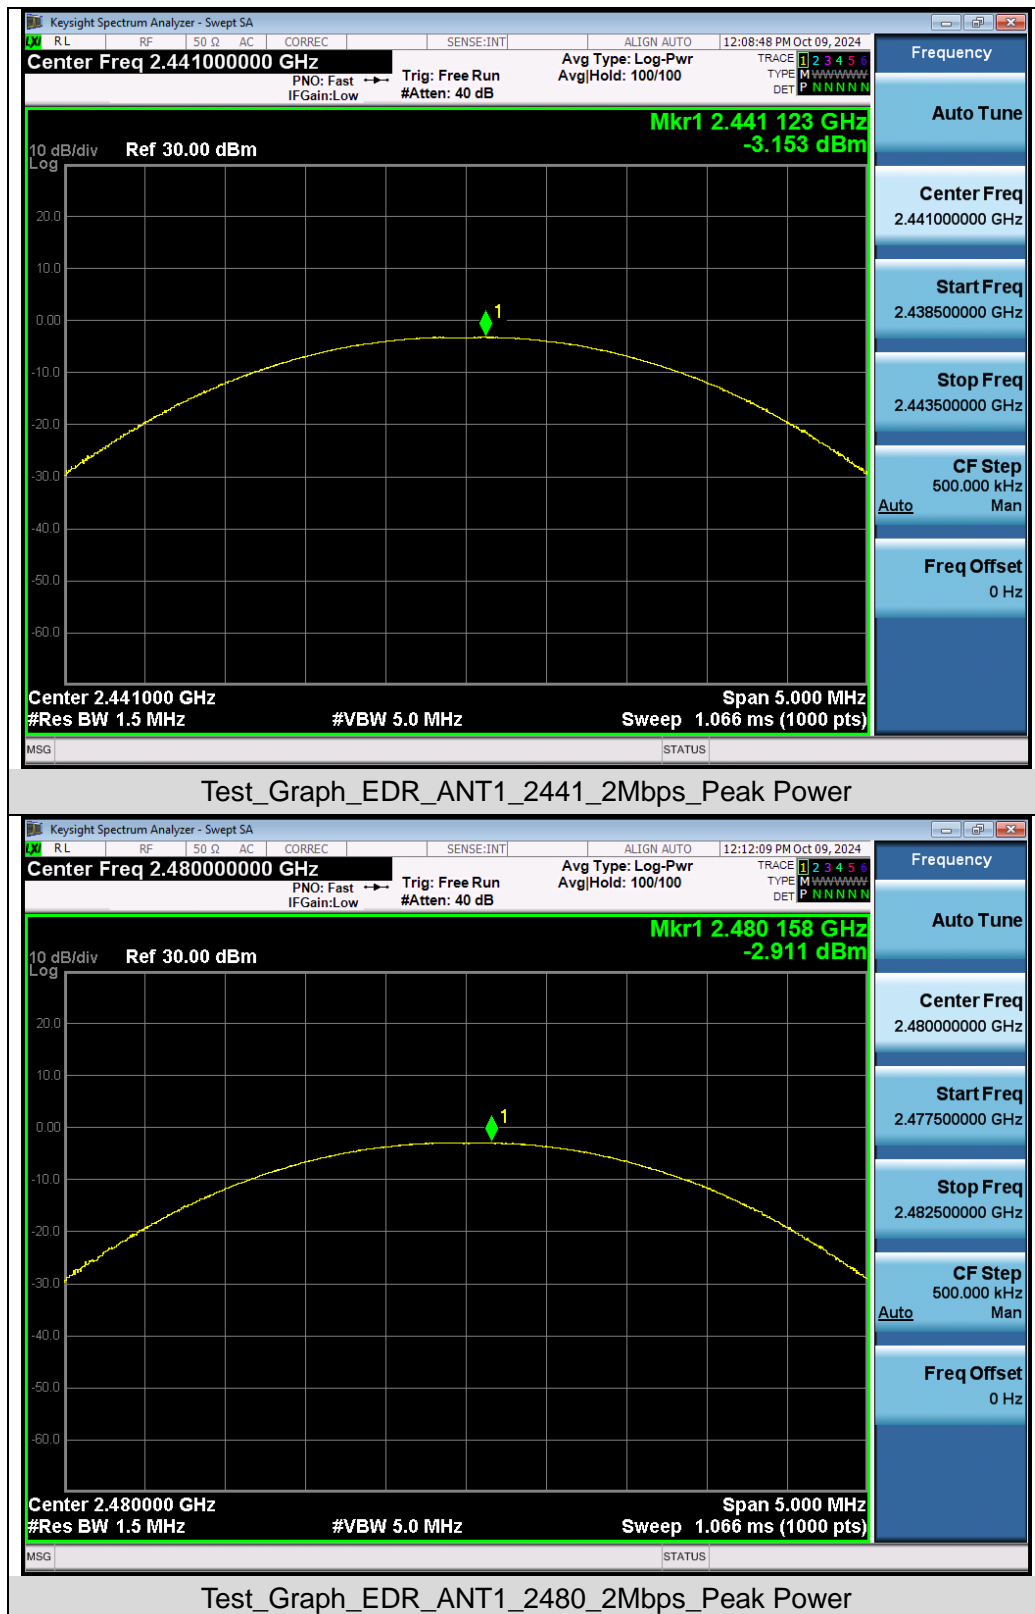 Keysight Spectrum Analyzer - Swept SA
LXI RL RF 50 Ω AC CORREC SENSE:INT ALIGN AUTO 12:08:48 PM Oct 09, 2024
Center Freq 2.441000000 GHz
PNO: Fast
IFGain:Low
Trig: Free Run
#Atten: 40 dB
Avg Type: Log-Pwr
Avg|Hold: 100/100
TRACE 1 2 3 4 5 6
TYPE M WWWWW
DET P N N N N N
Mkr1 2.441 123 GHz
-3.153 dBm
10 dB/div Ref 30.00 dBm
Log
20.0
10.0
0.00
1
-10.0
-20.0
-30.0
-40.0
-50.0
-60.0
Center 2.441000 GHz Span 5.000 MHz
#Res BW 1.5 MHz #VBW 5.0 MHz Sweep 1.066 ms (1000 pts)
MSG STATUS
Frequency
Auto Tune
Center Freq
2.441000000 GHz
Start Freq
2.438500000 GHz
Stop Freq
2.443500000 GHz
CF Step
500.000 kHz
Auto Man
Freq Offset
0 Hz
Test_Graph_EDR_ANT1_2441_2Mbps_Peak Power
Keysight Spectrum Analyzer - Swept SA
LXI RL RF 50 Ω AC CORREC SENSE:INT ALIGN AUTO 12:12:09 PM Oct 09, 2024
Center Freq 2.480000000 GHz
PNO: Fast
IFGain:Low
Trig: Free Run
#Atten: 40 dB
Avg Type: Log-Pwr
Avg|Hold: 100/100
TRACE 1 2 3 4 5 6
TYPE M WWWWW
DET P N N N N N
Mkr1 2.480 158 GHz
-2.911 dBm
10 dB/div Ref 30.00 dBm
Log
20.0
10.0
0.00
1
-10.0
-20.0
-30.0
-40.0
-50.0
-60.0
Center 2.480000 GHz Span 5.000 MHz
#Res BW 1.5 MHz #VBW 5.0 MHz Sweep 1.066 ms (1000 pts)
MSG STATUS
Frequency
Auto Tune
Center Freq
2.480000000 GHz
Start Freq
2.477500000 GHz
Stop Freq
2.482500000 GHz
CF Step
500.000 kHz
Auto Man
Freq Offset
0 Hz
Test_Graph_EDR_ANT1_2480_2Mbps_Peak Power